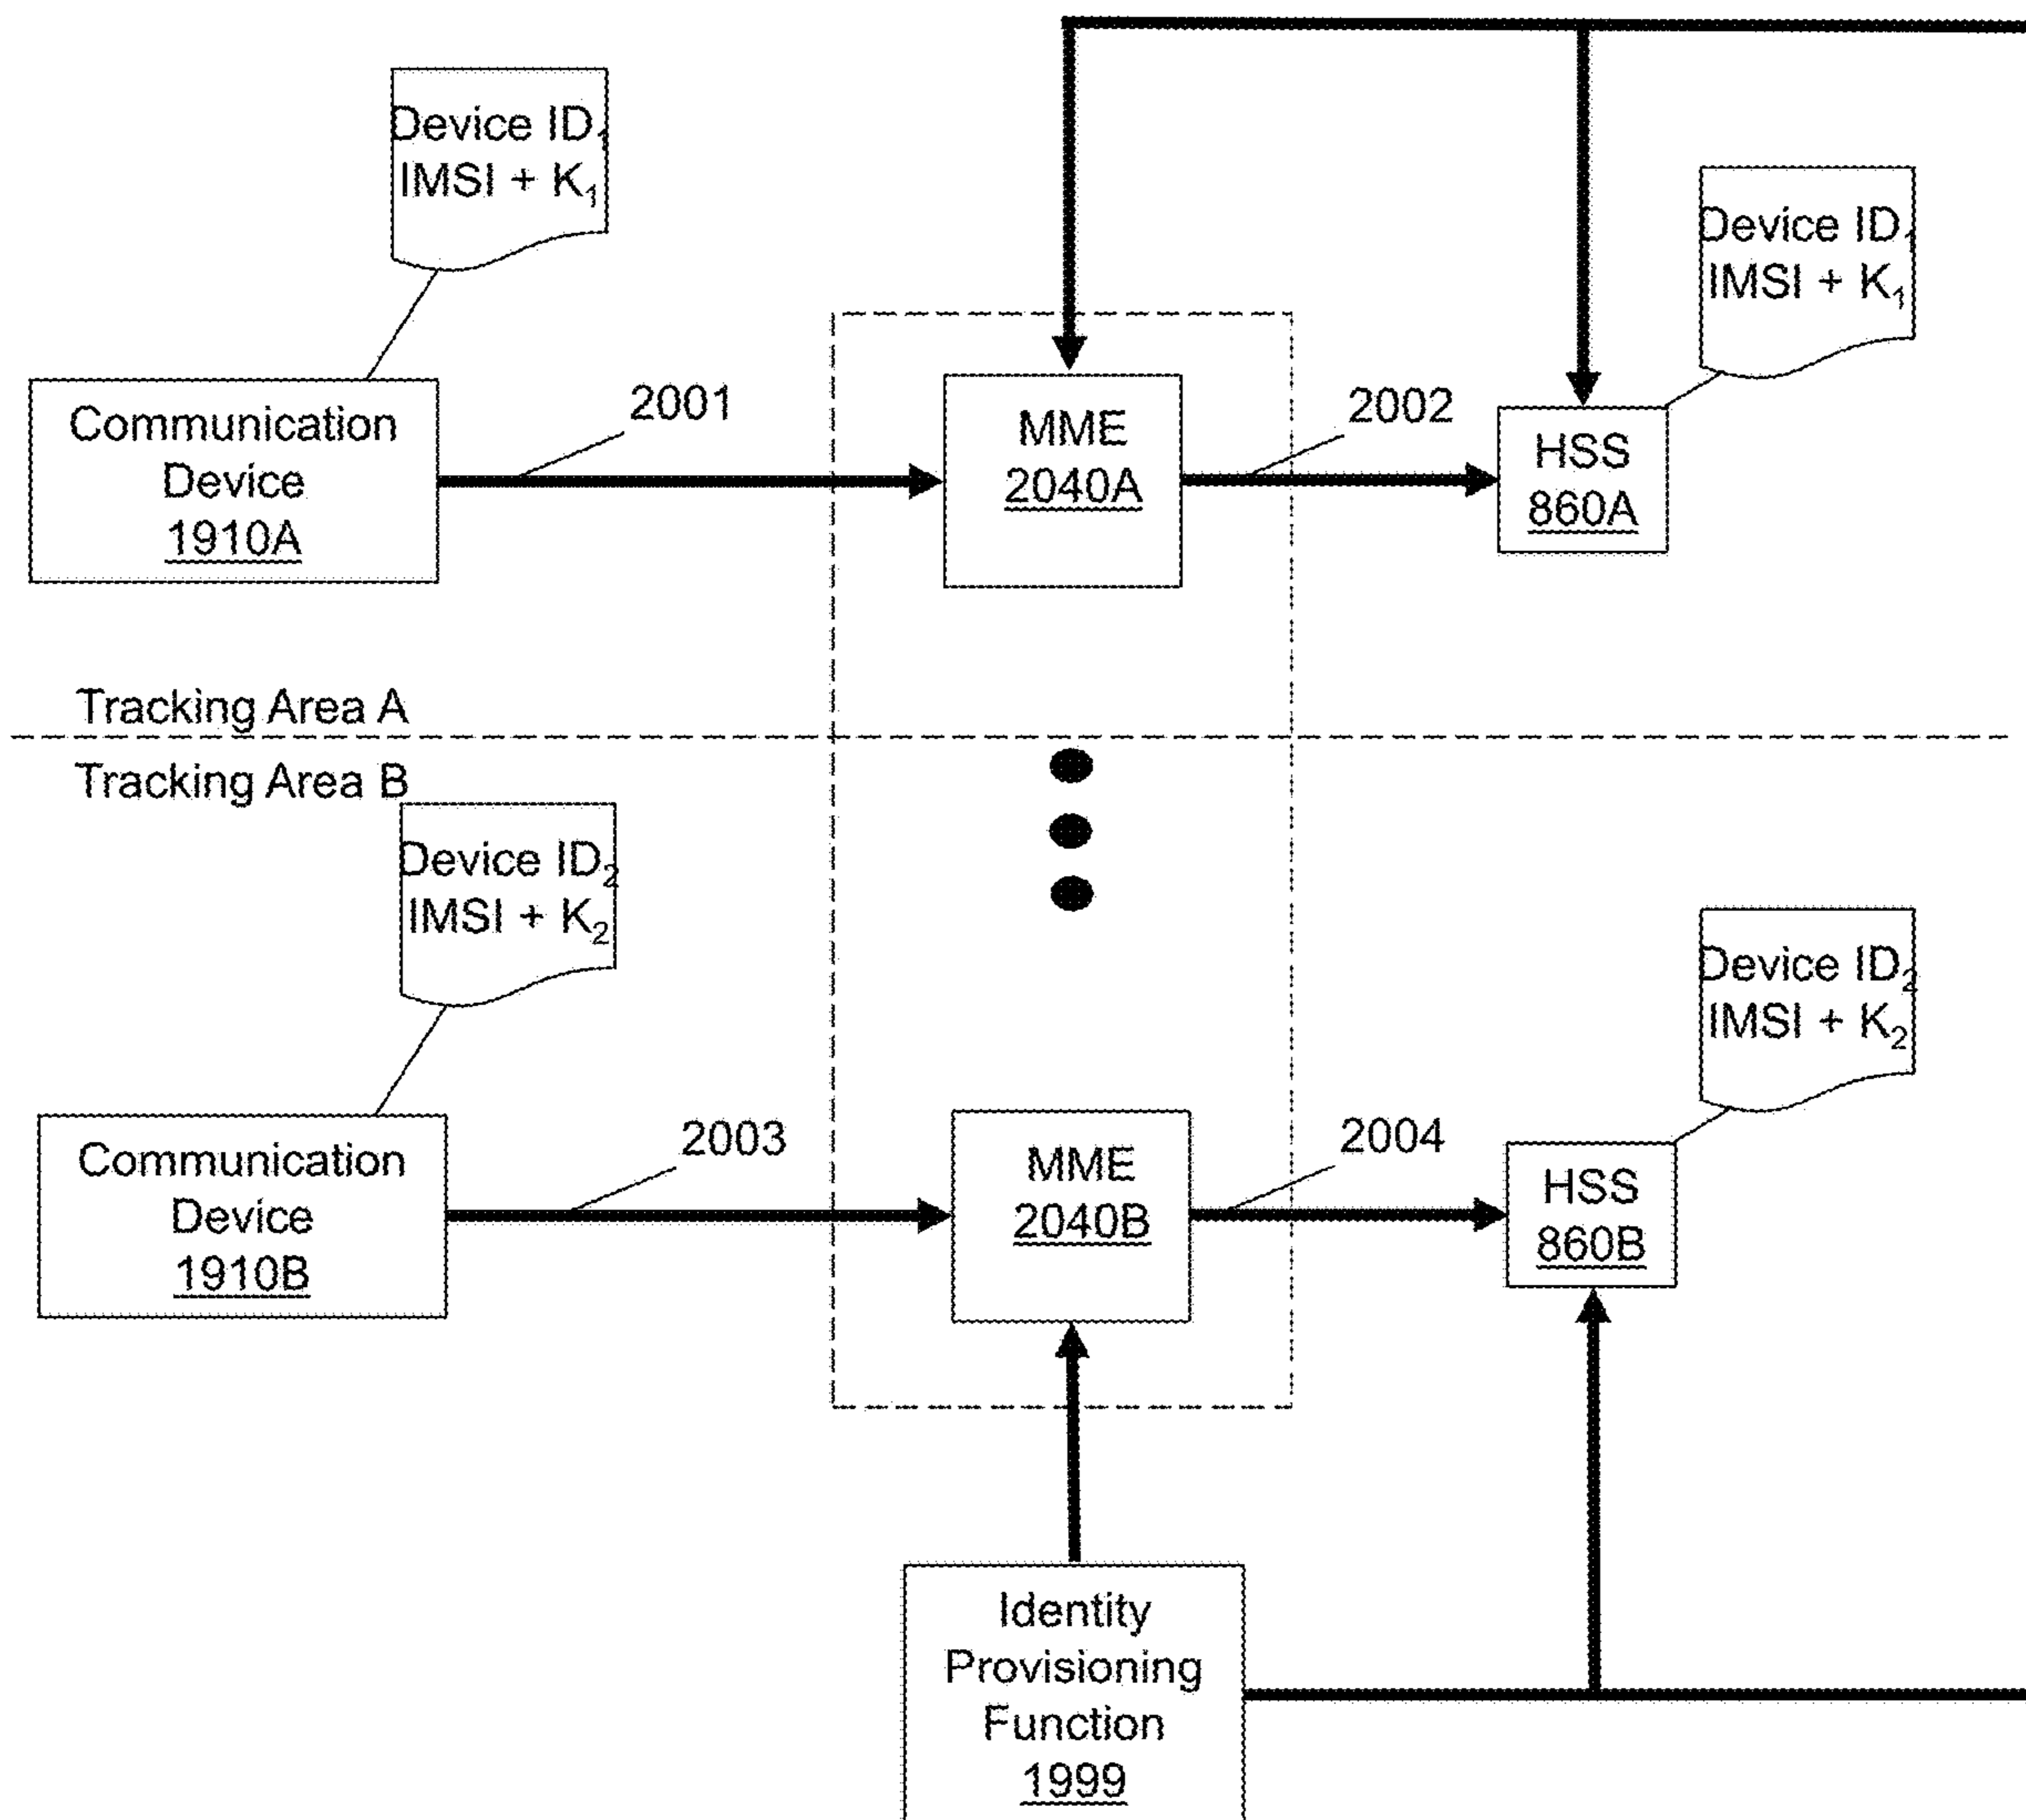 Device ID₁
IMSI + K₁
Device ID₁
IMSI + K₁
Communication
Device
1910A
2001
MME
2040A
2002
HSS
860A
Tracking Area A
Tracking Area B
Device ID₂
IMSI + K₂
Device ID₂
IMSI + K₂
Communication
Device
1910B
2003
MME
2040B
2004
HSS
860B
Identity
Provisioning
Function
1999